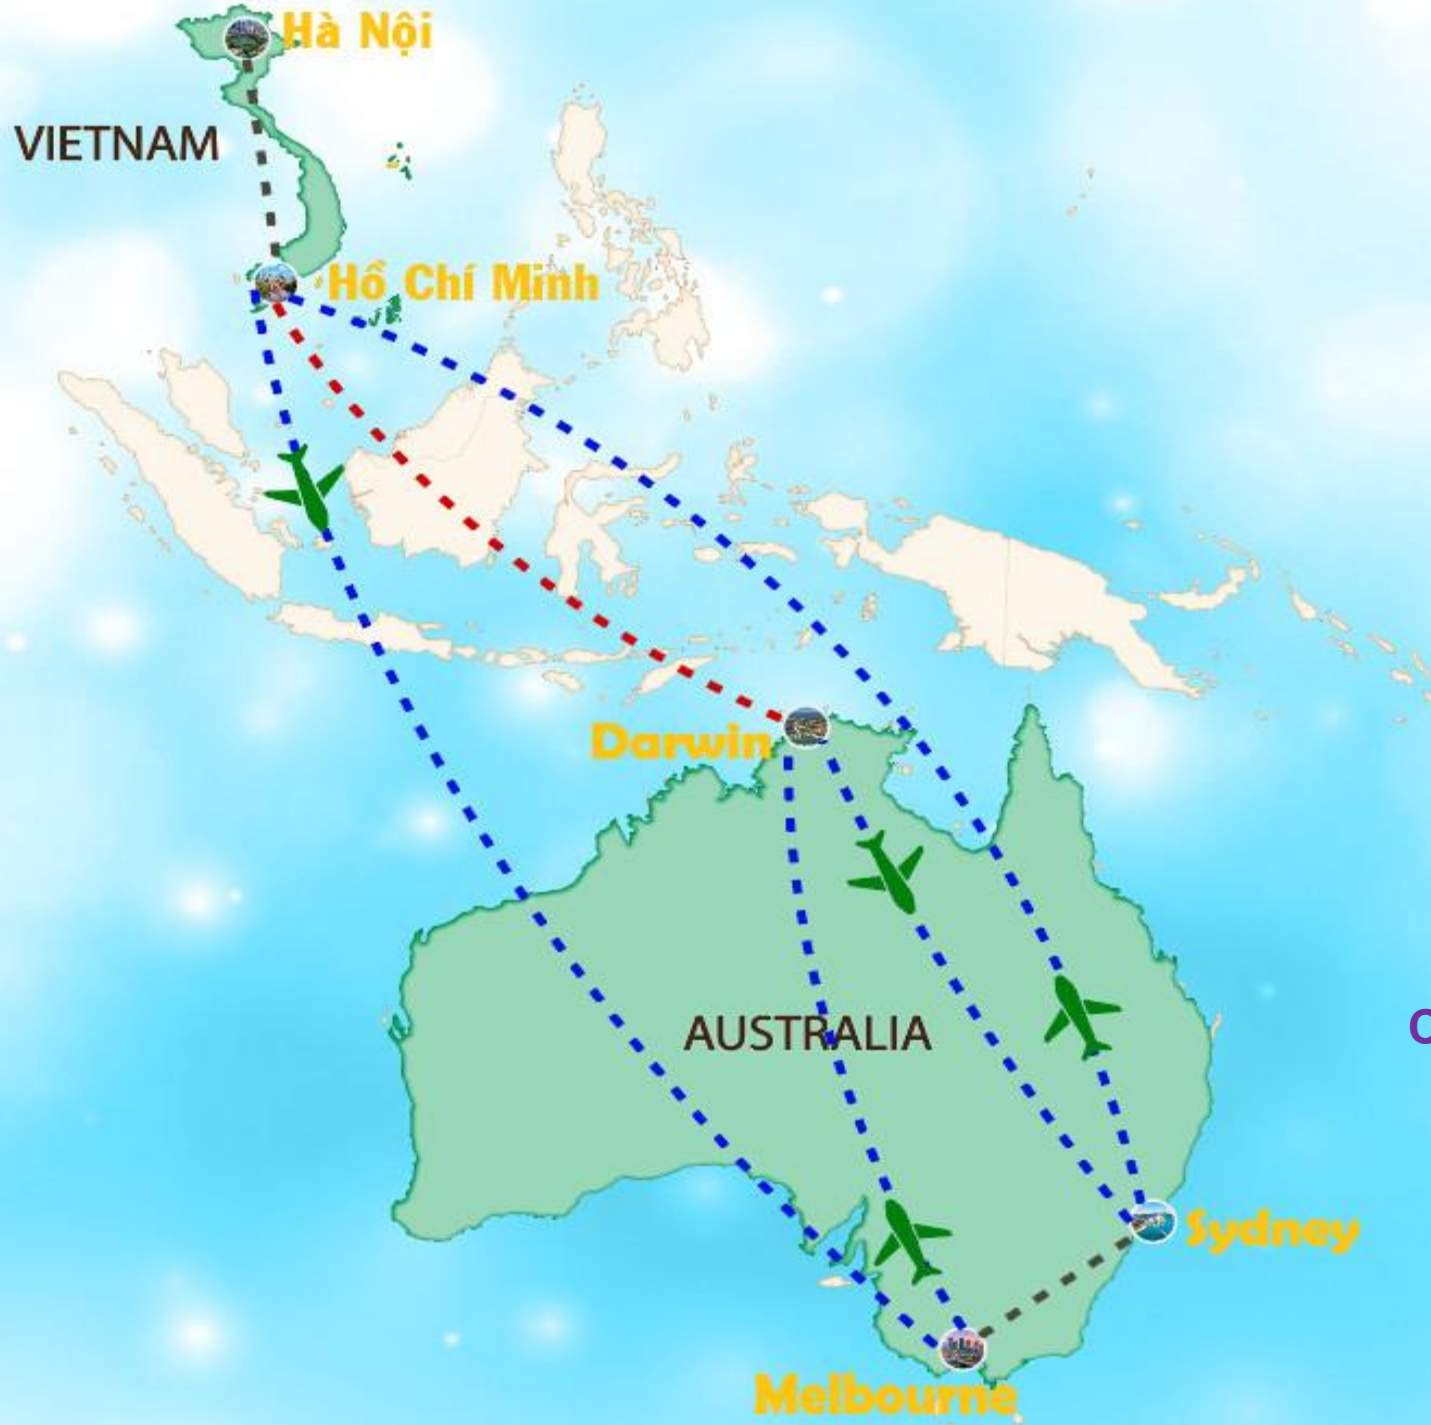 Hà Nội
VIETNAM
Hồ Chí Minh
Darwin
AUSTRALIA
Sydney
Melbourne